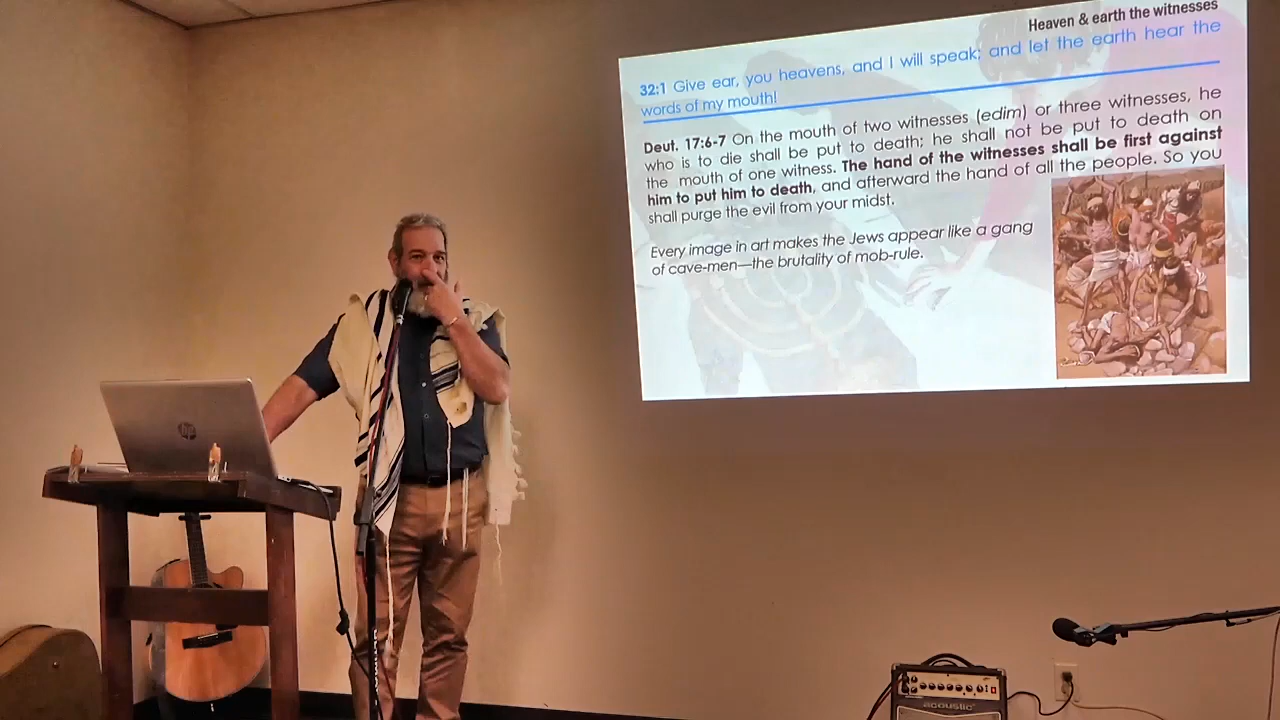 Heaven & earth the witnesses
32:1 Give ear, you heavens, and I will speak; and let the earth hear the
words of my mouth!
Deut. 17:6-7 On the mouth of two witnesses (edim) or three witnesses, he
who is to die shall be put to death; he shall not be put to death on
the mouth of one witness. The hand of the witnesses shall be first against
him to put him to death, and afterward the hand of all the people. So you
shall purge the evil from your midst.
Every image in art makes the Jews appear like a gang
of cave-men—the brutality of mob-rule.
hp
acoustic